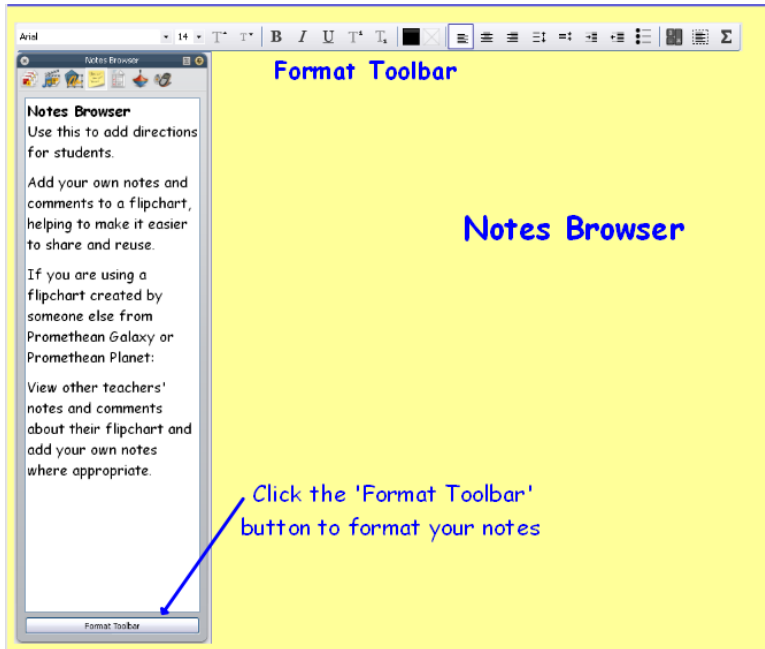 Arial 14 T T B I U T T Σ
Notes Browser
Format Toolbar
Notes Browser
Use this to add directions
for students.
Add your own notes and
comments to a flipchart,
helping to make it easier
to share and reuse.
If you are using a
flipchart created by
someone else from
Promethean Galaxy or
Promethean Planet:
View other teachers'
notes and comments
about their flipchart and
add your own notes
where appropriate.
Format Toolbar
Notes Browser
Click the 'Format Toolbar'
button to format your notes